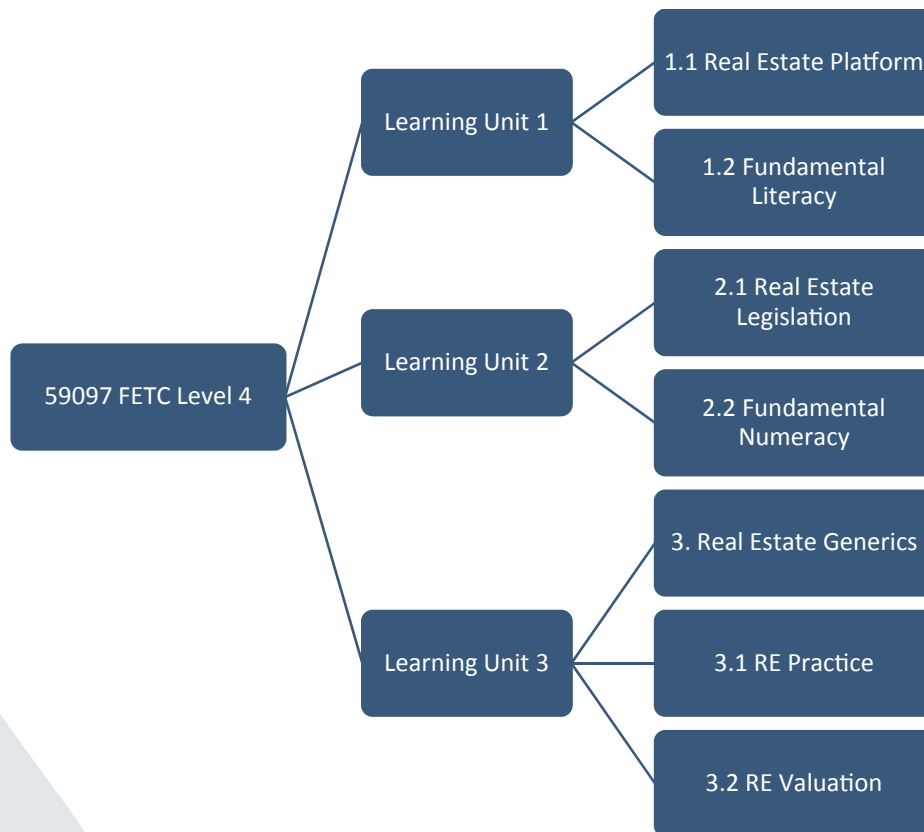 59097 FETC Level 4
Learning Unit 1
1.1 Real Estate Platform
1.2 Fundamental
Literacy
Learning Unit 2
2.1 Real Estate
Legislation
2.2 Fundamental
Numeracy
Learning Unit 3
3. Real Estate Generics
3.1 RE Practice
3.2 RE Valuation